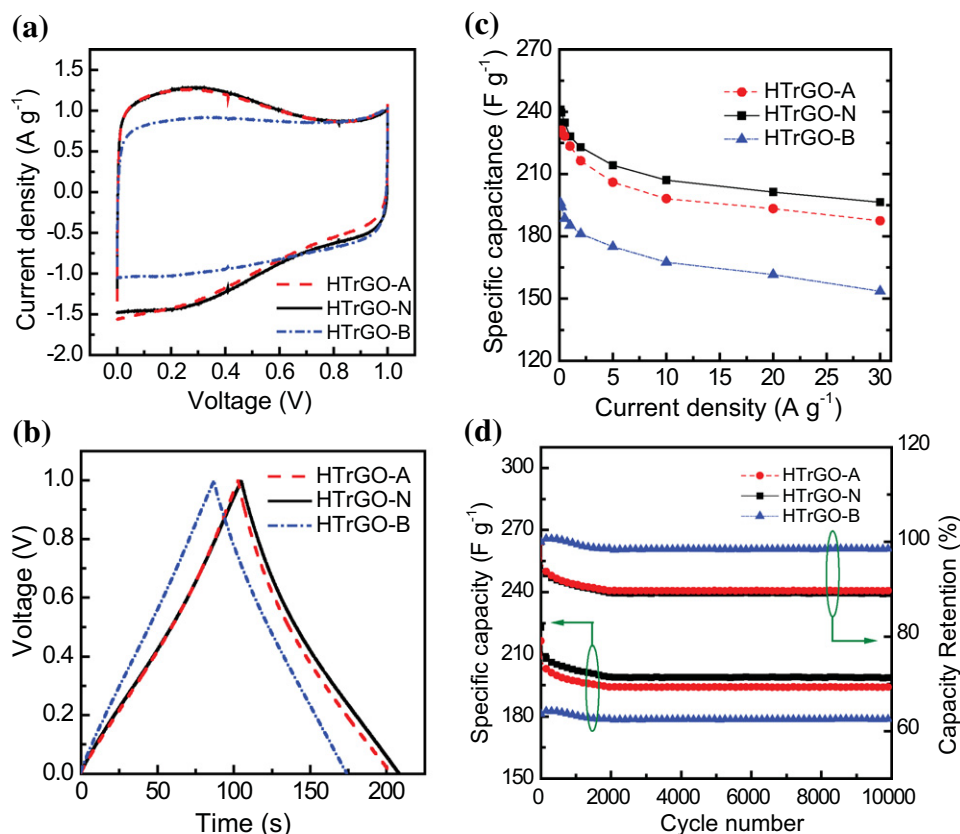 (a)
1.5
1.0
0.5
0.0
-0.5
-1.0
-1.5
-2.0
Current density (A g⁻¹)
HTrGO-A
HTrGO-N
HTrGO-B
0.0 0.2 0.4 0.6 0.8 1.0
Voltage (V)
(c)
270
240
210
180
150
120
Specific capacitance (F g⁻¹)
HTrGO-A
HTrGO-N
HTrGO-B
0 5 10 15 20 25 30
Current density (A g⁻¹)
(b)
1.0
0.8
0.6
0.4
0.2
0.0
Voltage (V)
HTrGO-A
HTrGO-N
HTrGO-B
0 50 100 150 200
Time (s)
(d)
300
270
240
210
180
150
Specific capacity (F g⁻¹)
HTrGO-A
HTrGO-N
HTrGO-B
120
100
80
60
Capacity Retention (%)
0 2000 4000 6000 8000 10000
Cycle number